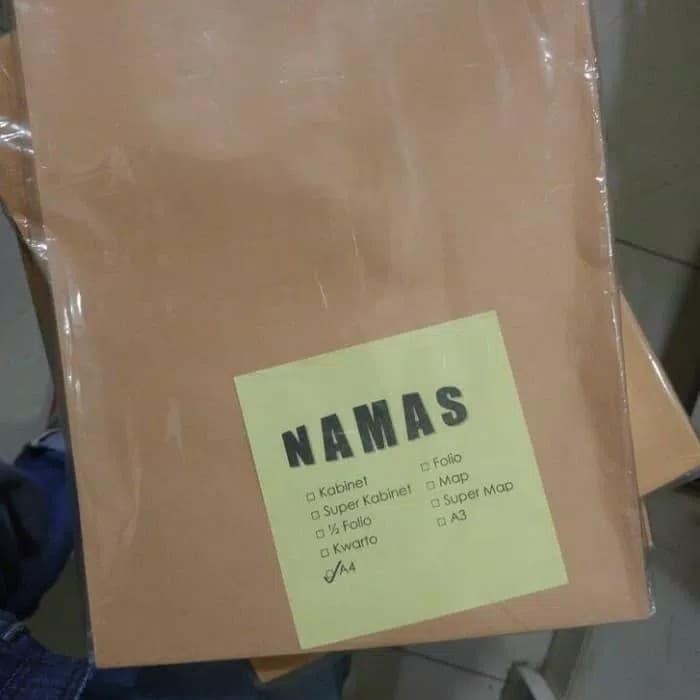 NAMAS
□ Kabinet
□ Super Kabinet
□ ½ Folio
□ Kwarto
☑ A4
□ Folio
□ Map
□ Super Map
□ A3